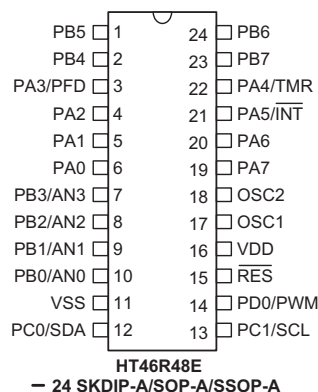 PB5 1 24 PB6
PB4 2 23 PB7
PA3/PFD 3 22 PA4/TMR
PA2 4 21 PA5/INT
PA1 5 20 PA6
PA0 6 19 PA7
PB3/AN3 7 18 OSC2
PB2/AN2 8 17 OSC1
PB1/AN1 9 16 VDD
PB0/AN0 10 15 RES
VSS 11 14 PD0/PWM
PC0/SDA 12 13 PC1/SCL
HT46R48E
– 24 SKDIP-A/SOP-A/SSOP-A